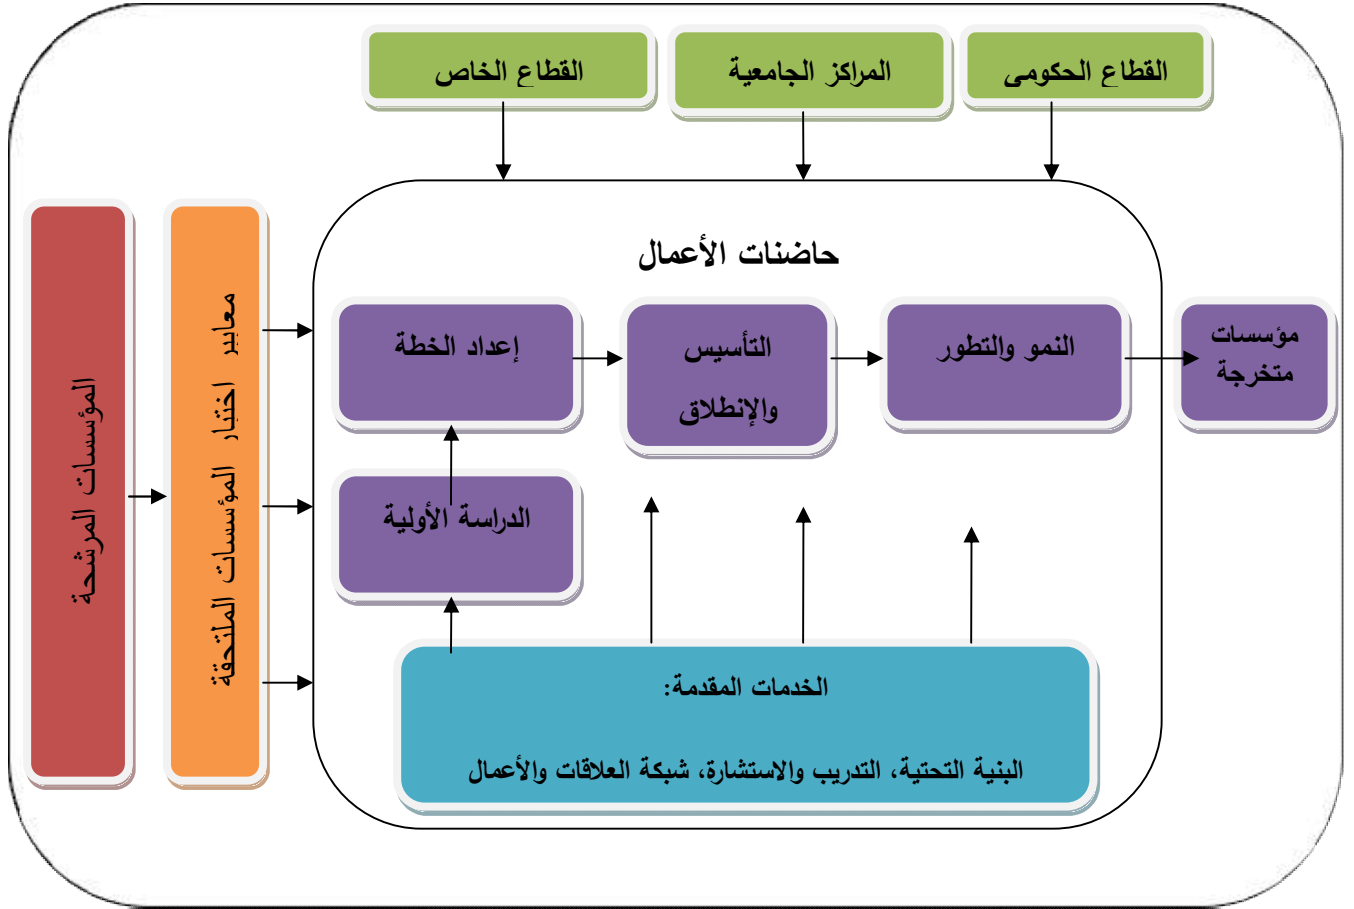 القطاع الحكومي
المراكز الجامعية
القطاع الخاص
حاضنات الأعمال
المؤسسات المرشحة
معايير اختيار المؤسسات الملتحقة
إعداد الخطة
التأسيس
والإنطلاق
النمو والتطور
مؤسسات
متخرجة
الدراسة الأولية
الخدمات المقدمة:
البنية التحتية، التدريب والاستشارة، شبكة العلاقات والأعمال